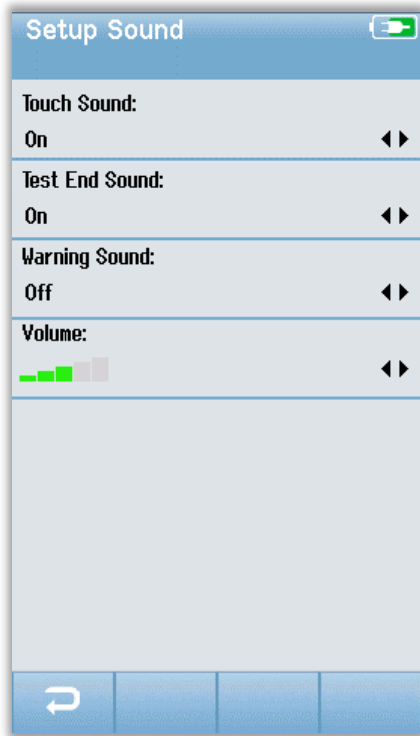 Setup Sound
Touch Sound:
On
Test End Sound:
On
Warning Sound:
Off
Volume: